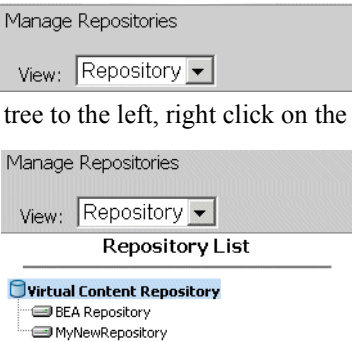 Manage Repositories
View: Repository
tree to the left, right click on the
Manage Repositories
View: Repository
Repository List
Virtual Content Repository
BEA Repository
MyNewRepository